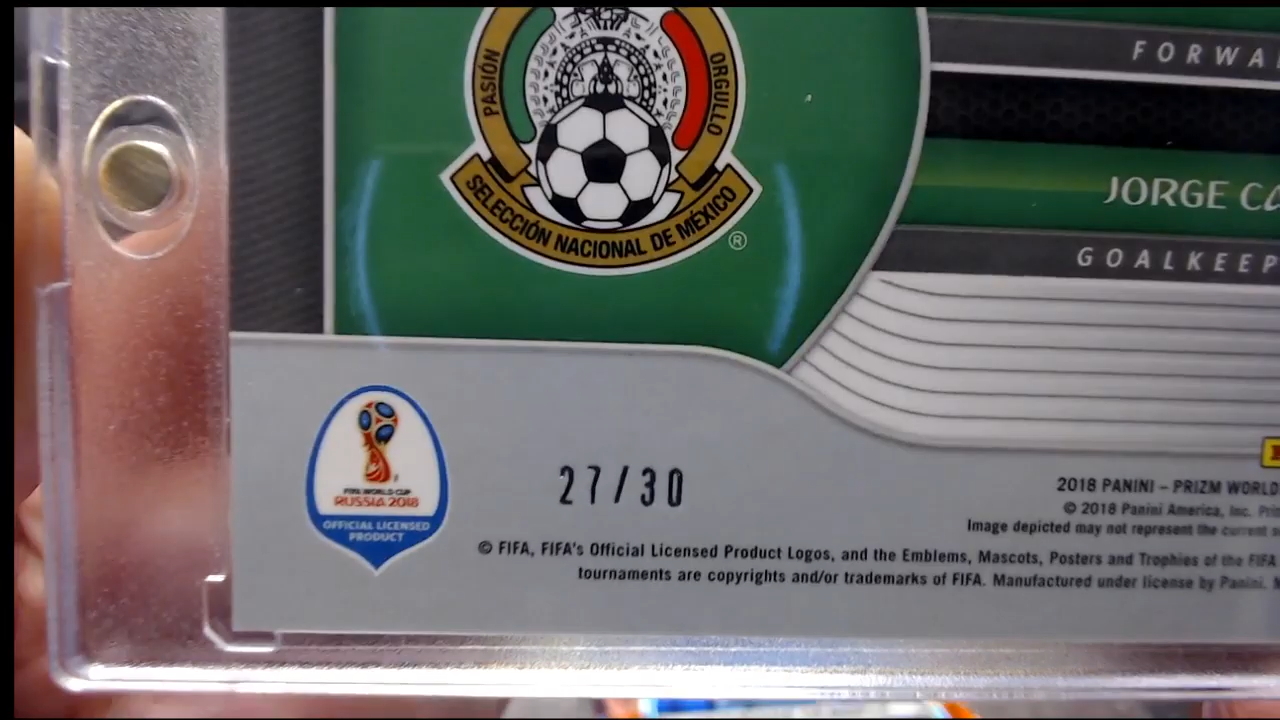 PASIÓN
ORGULLO
SELECCIÓN NACIONAL DE MÉXICO
®
FORWA
JORGE CA
GOALKEEP
FIFA WORLD CUP
RUSSIA 2018
OFFICIAL LICENSED
PRODUCT
27/30
2018 PANINI – PRIZM WORLD
© 2018 Panini America, Inc. Pri
Image depicted may not represent the current s
© FIFA, FIFA's Official Licensed Product Logos, and the Emblems, Mascots, Posters and Trophies of the FIFA
tournaments are copyrights and/or trademarks of FIFA. Manufactured under license by Panini.